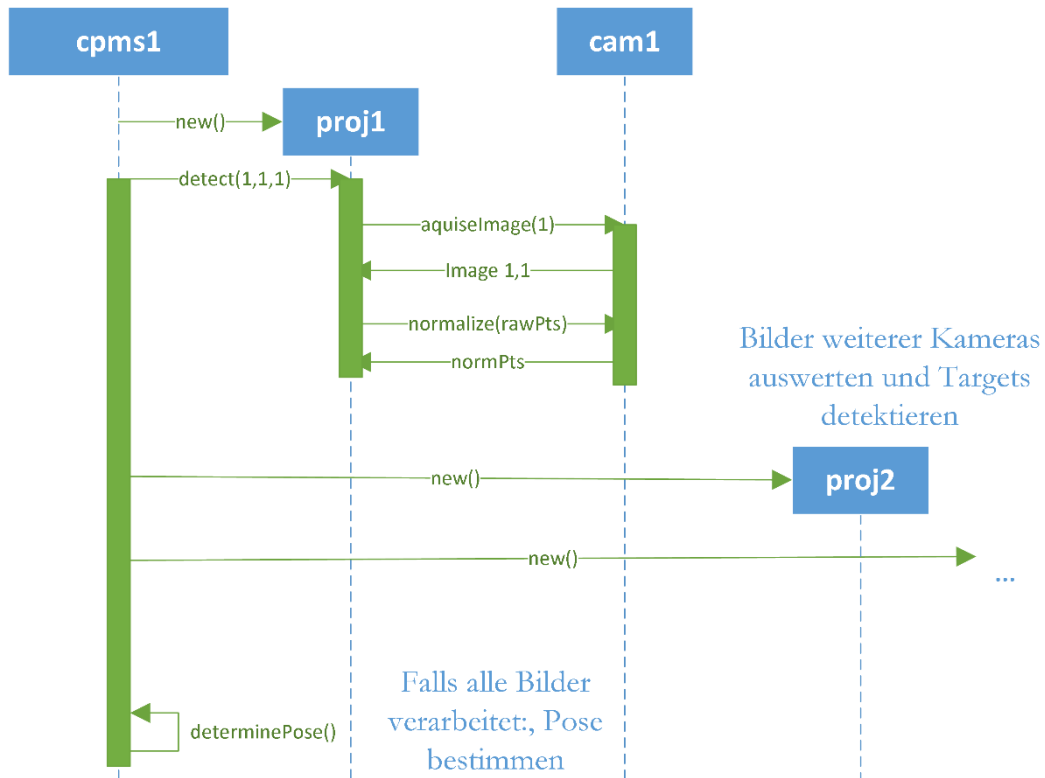 cpms1
cam1
new()
proj1
detect(1,1,1)
aquiseImage(1)
Image 1,1
normalize(rawPts)
normPts
Bilder weiterer Kameras
auswerten und Targets
detektieren
new()
proj2
new()
...
Falls alle Bilder
verarbeitet:, Pose
bestimmen
determinePose()